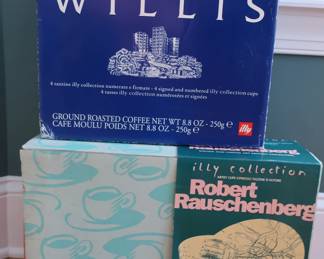 WILLIS
4 tazzine illy collection numerate e firmate - 4 signed and numbered illy collection cups
4 tasses illy collection numérotées et signées
GROUND ROASTED COFFEE NET WT 8.8 OZ - 250g ℮
CAFE MOULU POIDS NET 8.8 OZ - 250g ℮
illy
illy collection
Robert
Rauschenberg